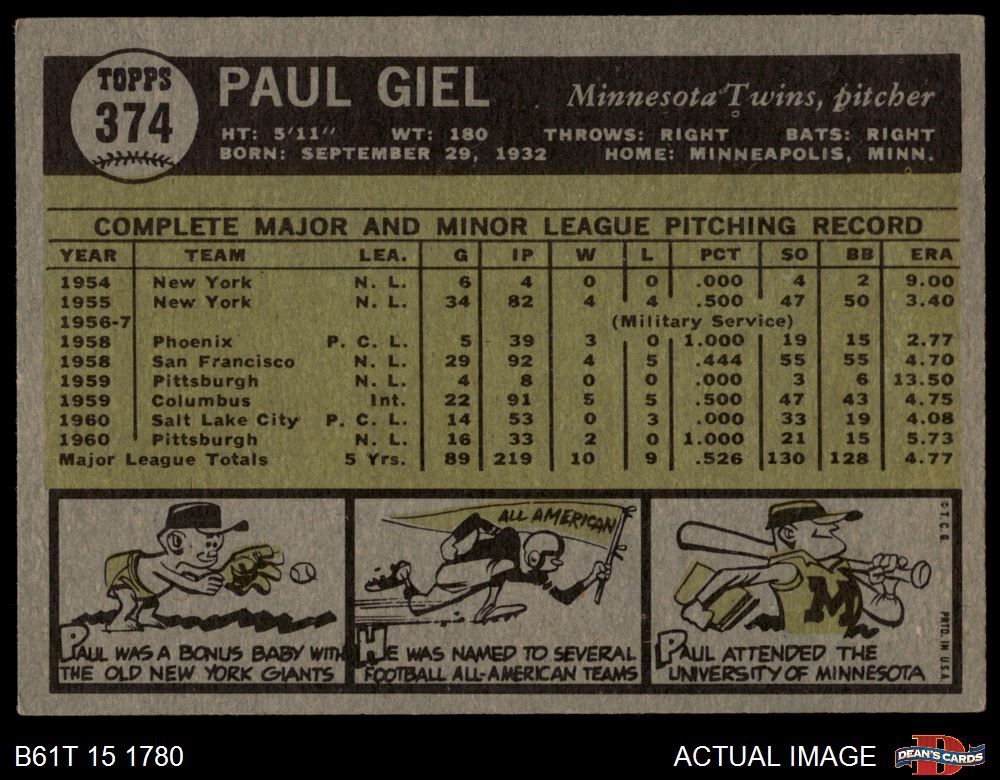 TOPPS
374
PAUL GIEL
Minnesota Twins, pitcher
HT: 5'11" WT: 180 THROWS: RIGHT BATS: RIGHT
BORN: SEPTEMBER 29, 1932 HOME: MINNEAPOLIS, MINN.
COMPLETE MAJOR AND MINOR LEAGUE PITCHING RECORD
YEAR TEAM LEA. G IP W L PCT SO BB ERA
1954 New York N. L. 6 4 0 0 .000 4 2 9.00
1955 New York N. L. 34 82 4 4 .500 47 50 3.40
1956-7 (Military Service)
1958 Phoenix P. C. L. 5 39 3 0 1.000 19 15 2.77
1958 San Francisco N. L. 29 92 4 5 .444 55 55 4.70
1959 Pittsburgh N. L. 4 8 0 0 .000 3 6 13.50
1959 Columbus Int. 22 91 5 5 .500 47 43 4.75
1960 Salt Lake City P. C. L. 14 53 0 3 .000 33 19 4.08
1960 Pittsburgh N. L. 16 33 2 0 1.000 21 15 5.73
Major League Totals 5 Yrs. 89 219 10 9 .526 130 128 4.77
PAUL WAS A BONUS BABY WITH
THE OLD NEW YORK GIANTS
ALL AMERICAN
HE WAS NAMED TO SEVERAL
FOOTBALL ALL-AMERICAN TEAMS
M
PAUL ATTENDED THE
UNIVERSITY OF MINNESOTA
© T.C.G. PRTD. IN U.S.A.
B61T 15 1780
ACTUAL IMAGE
D
DEAN'S CARDS